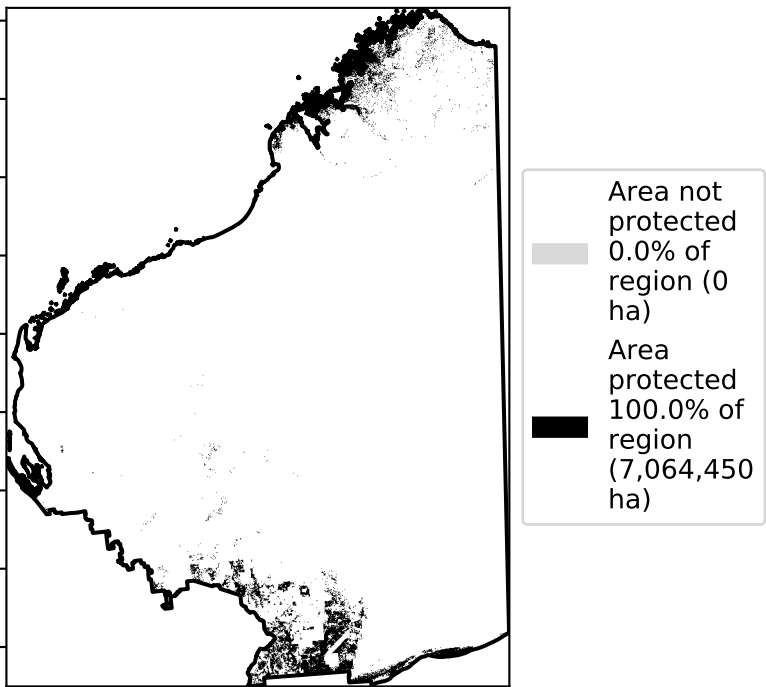 Area not
protected
0.0% of
region (0
ha)
Area
protected
100.0% of
region
(7,064,450
ha)